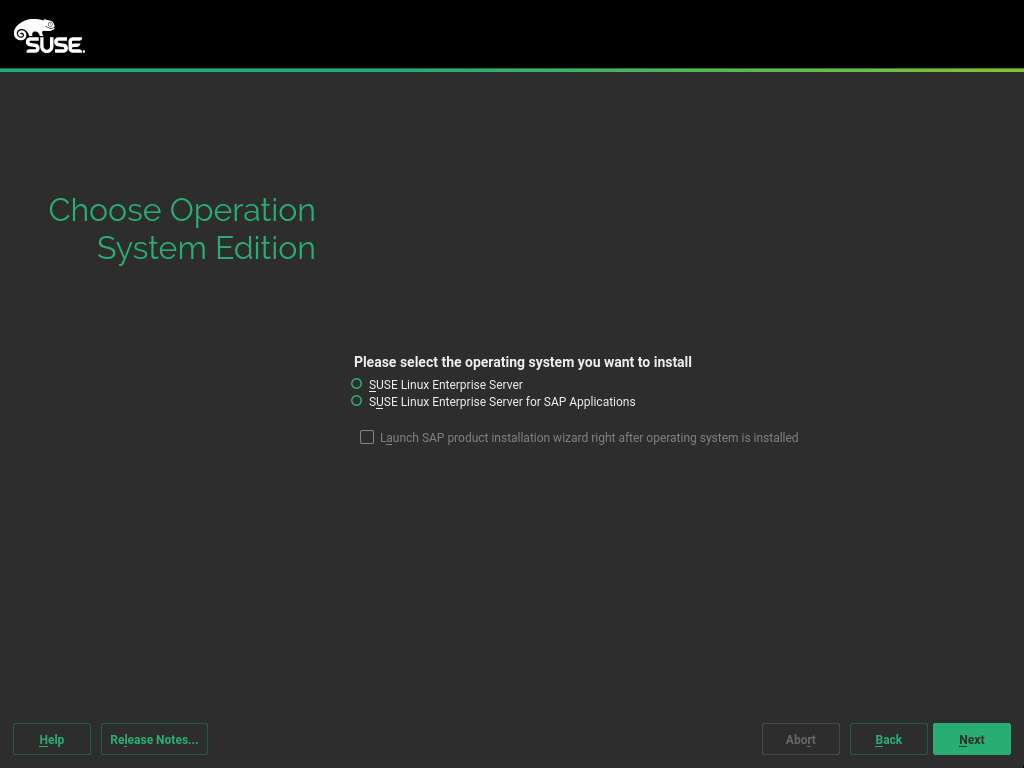 SUSE.
Choose Operation
System Edition
Please select the operating system you want to install
SUSE Linux Enterprise Server
SUSE Linux Enterprise Server for SAP Applications
Launch SAP product installation wizard right after operating system is installed
Help
Release Notes...
Abort
Back
Next